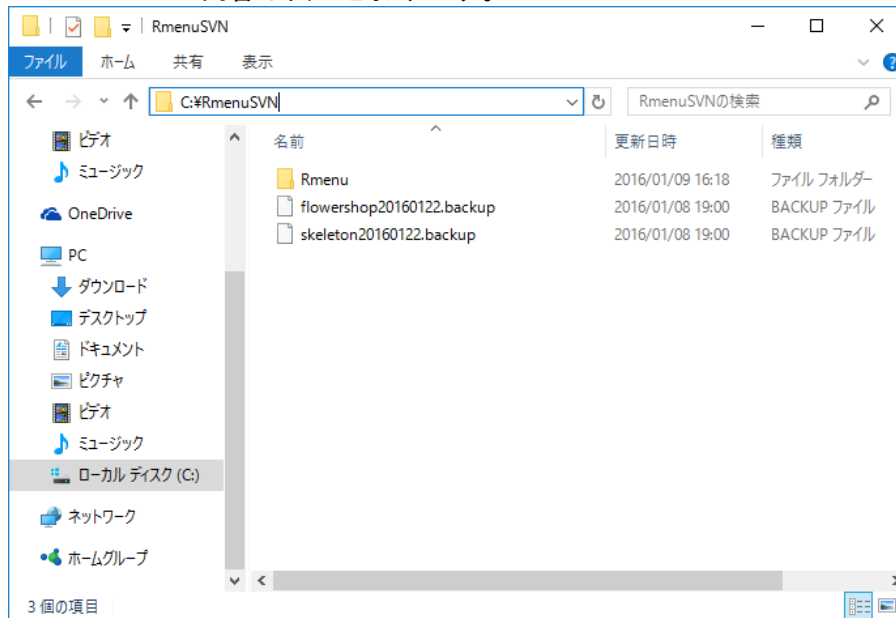 RmenuSVN
ファイル ホーム 共有 表示
C:¥RmenuSVN RmenuSVNの検索
名前 更新日時 種類
ビデオ
ミュージック
OneDrive
PC
ダウンロード
デスクトップ
ドキュメント
ピクチャ
ビデオ
ミュージック
ローカル ディスク (C:)
ネットワーク
ホームグループ
Rmenu 2016/01/09 16:18 ファイル フォルダー
flowershop20160122.backup 2016/01/08 19:00 BACKUP ファイル
skeleton20160122.backup 2016/01/08 19:00 BACKUP ファイル
3 個の項目